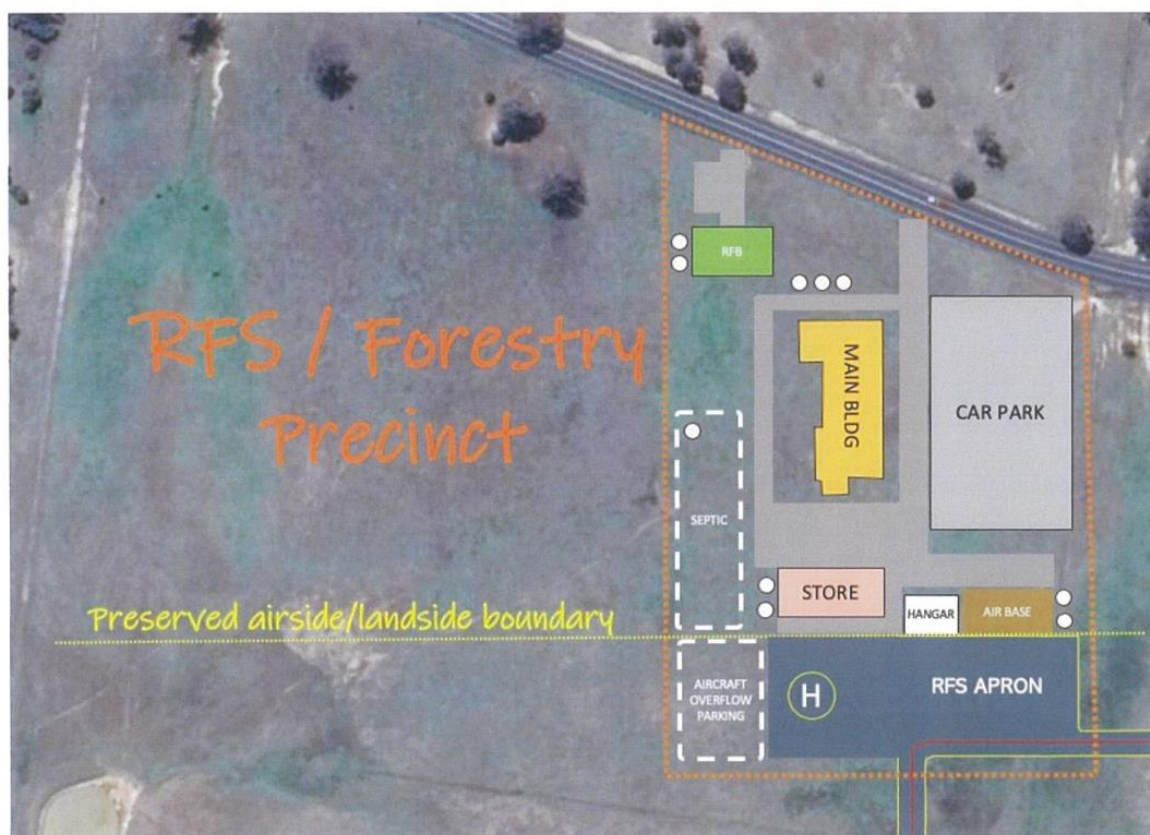 RFB
RFS / Forestry
Precinct
MAIN BLDG
CAR PARK
SEPTIC
STORE
HANGAR
AIR BASE
Preserved airside/landside boundary
AIRCRAFT
OVERFLOW
PARKING
H
RFS APRON